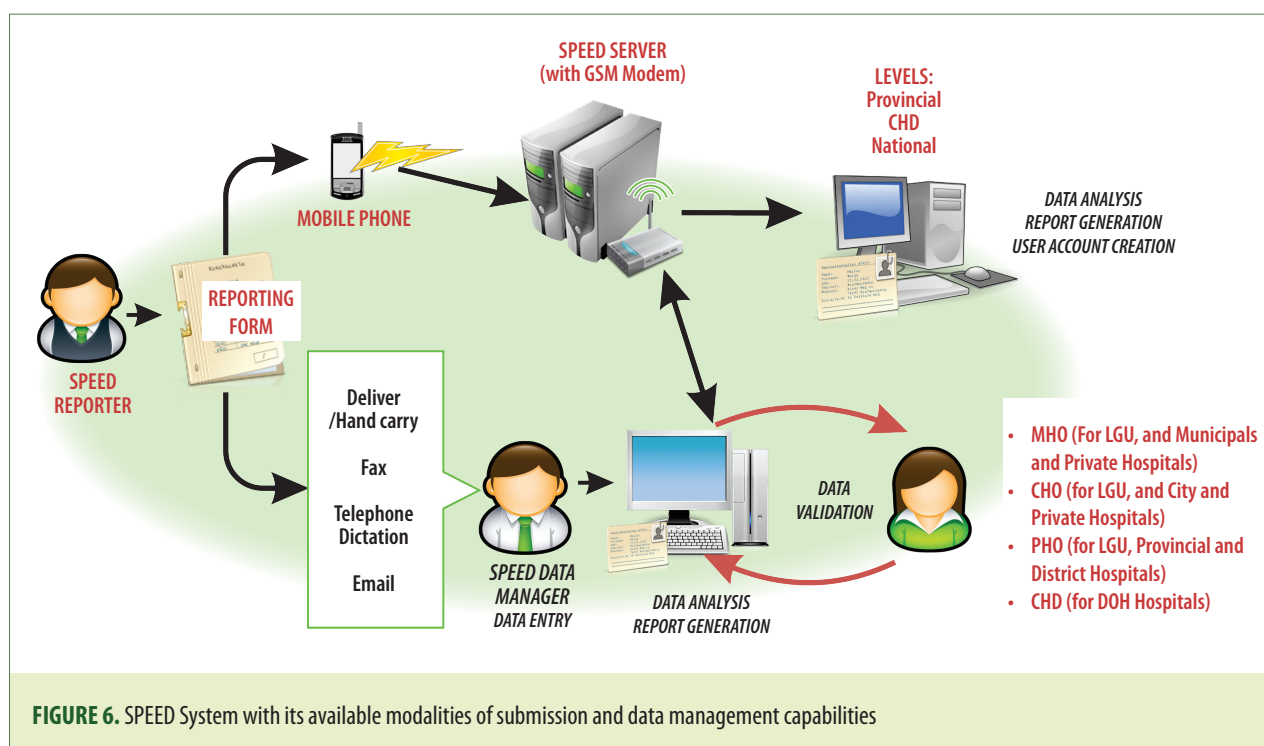 SPEED SERVER
(with GSM Modem)
LEVELS:
Provincial
CHD
National
MOBILE PHONE
DATA ANALYSIS
REPORT GENERATION
USER ACCOUNT CREATION
REPORTING
FORM
SPEED
REPORTER
Deliver
/Hand carry
Fax
Telephone
Dictation
Email
SPEED DATA
MANAGER
DATA ENTRY
DATA ANALYSIS
REPORT GENERATION
DATA
VALIDATION
• MHO (For LGU, and Municipals
and Private Hospitals)
• CHO (for LGU, and City and
Private Hospitals)
• PHO (for LGU, Provincial and
District Hospitals)
• CHD (for DOH Hospitals)
FIGURE 6. SPEED System with its available modalities of submission and data management capabilities